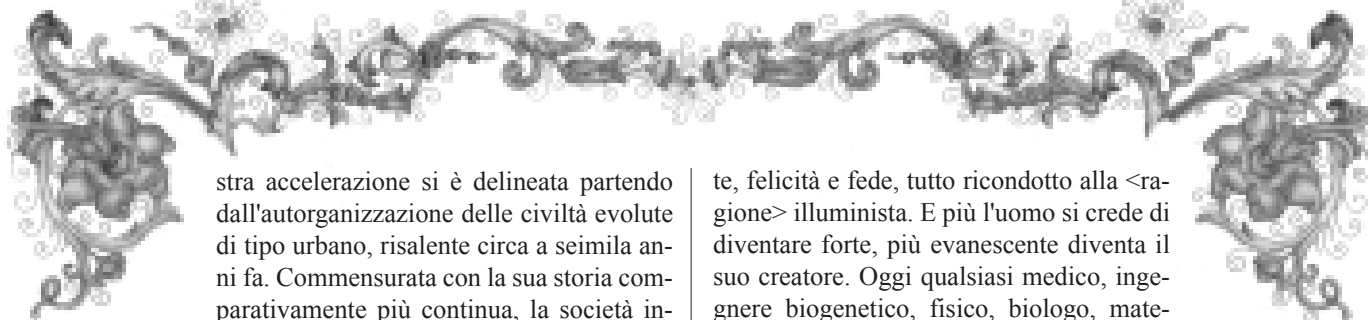 stra accelerazione si è delineata partendo
dall'autorganizzazione delle civiltà evolute
di tipo urbano, risalente circa a seimila an-
ni fa. Commensurata con la sua storia com-
parativamente più continua, la società in-
te, felicità e fede, tutto ricondotto alla <ra-
gione> illuminista. E più l'uomo si crede di
diventare forte, più evanescente diventa il
suo creatore. Oggi qualsiasi medico, inge-
gnere biogenetico, fisico, biologo, mate-